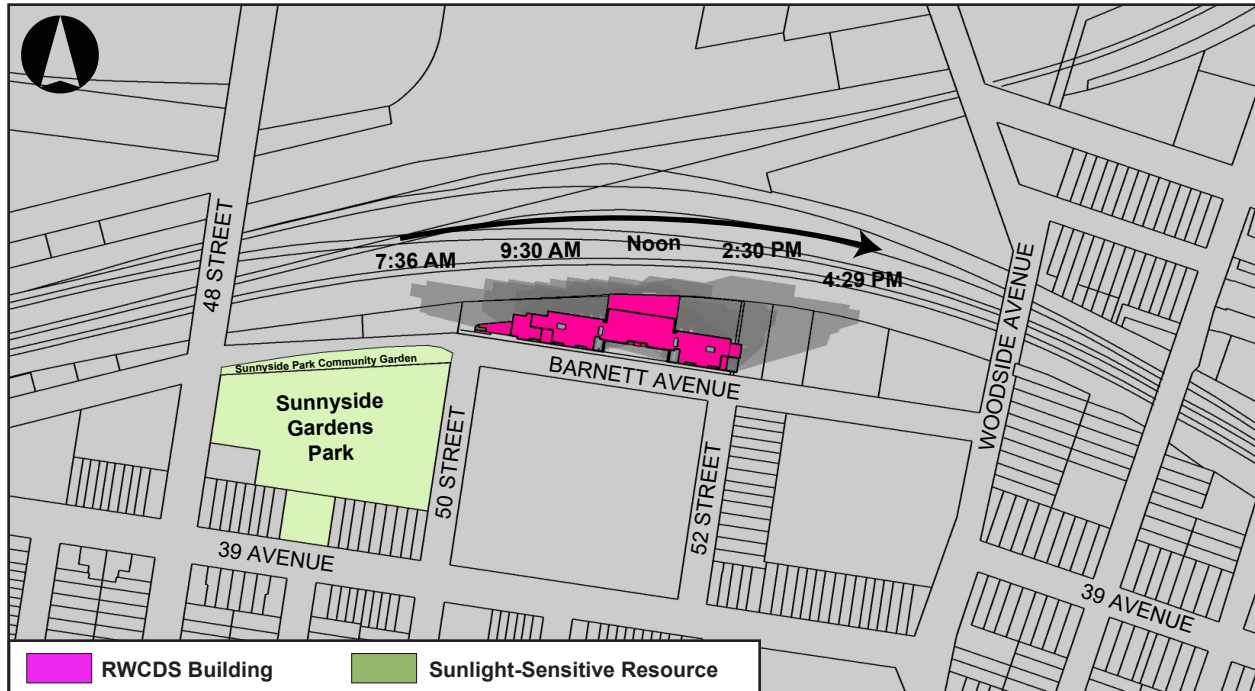 48 STREET
7:36 AM
9:30 AM
Noon
2:30 PM
4:29 PM
WOODSIDE AVENUE
BARNETT AVENUE
Sunnyside Park Community Garden
Sunnyside
Gardens
Park
50 STREET
52 STREET
39 AVENUE
39 AVENUE
RWCDS Building
Sunlight-Sensitive Resource